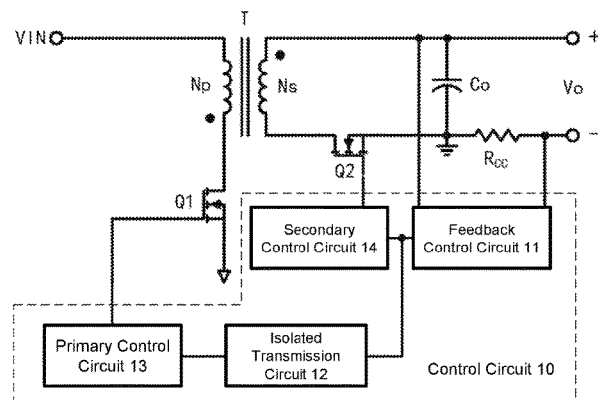 T
VIN
+
Np
Ns
Co
Vo
-
RCC
Q2
Q1
Secondary
Control Circuit 14
Feedback
Control Circuit 11
Primary Control
Circuit 13
Isolated
Transmission
Circuit 12
Control Circuit 10